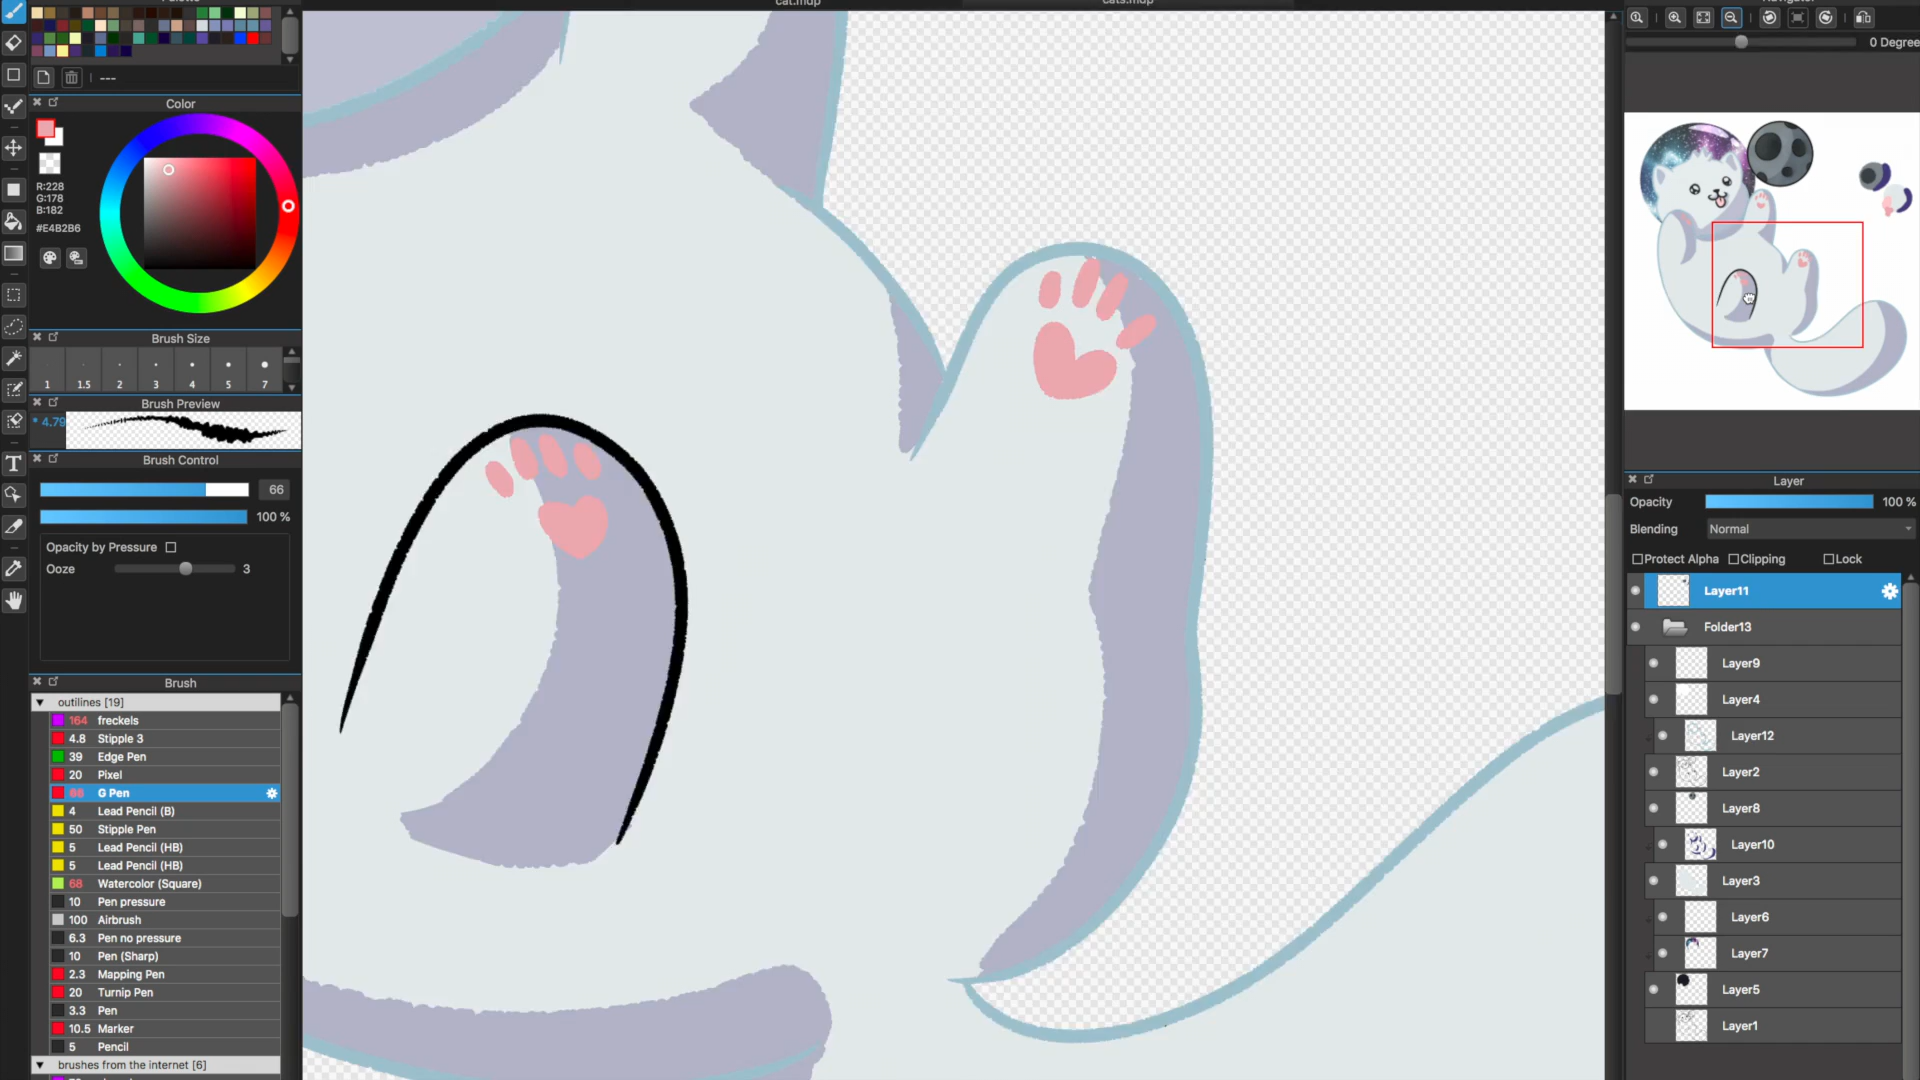 cat.mdp
cats.mdp
0 Degree
---
Color
R:228
G:178
B:182
#E4B2B6
Brush Size
1 1.5 2 3 4 5 7
Brush Preview
* 4.79
Brush Control
66
100 %
Opacity by Pressure
Ooze 3
Brush
outilines [19]
164 freckels
4.8 Stipple 3
39 Edge Pen
20 Pixel
66 G Pen
4 Lead Pencil (B)
50 Stipple Pen
5 Lead Pencil (HB)
5 Lead Pencil (HB)
68 Watercolor (Square)
10 Pen pressure
100 Airbrush
6.3 Pen no pressure
10 Pen (Sharp)
2.3 Mapping Pen
20 Turnip Pen
3.3 Pen
10.5 Marker
5 Pencil
brushes from the internet [6]
Layer
Opacity 100 %
Blending Normal
Protect Alpha Clipping Lock
Layer11
Folder13
Layer9
Layer4
Layer12
Layer2
Layer8
Layer10
Layer3
Layer6
Layer7
Layer5
Layer1